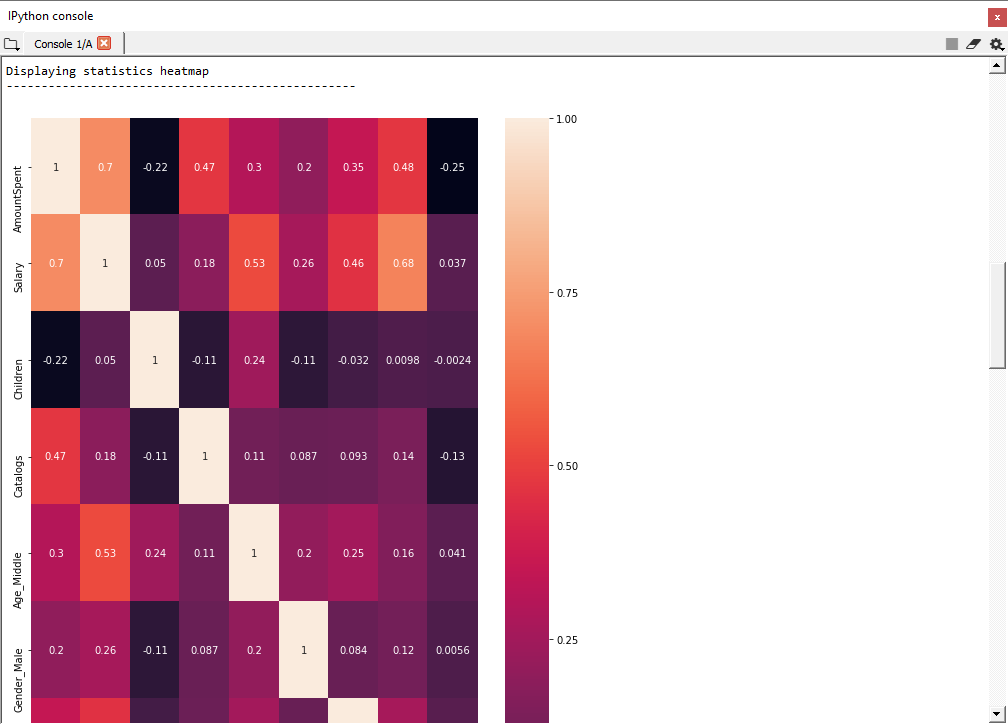 IPython console
Console 1/A
Displaying statistics heatmap
--------------------------------------------------
AmountSpent 1 0.7 -0.22 0.47 0.3 0.2 0.35 0.48 -0.25 1.00
Salary 0.7 1 0.05 0.18 0.53 0.26 0.46 0.68 0.037
0.75
Children -0.22 0.05 1 -0.11 0.24 -0.11 -0.032 0.0098 -0.0024
Catalogs 0.47 0.18 -0.11 1 0.11 0.087 0.093 0.14 -0.13
0.50
Age_Middle 0.3 0.53 0.24 0.11 1 0.2 0.25 0.16 0.041
Gender_Male 0.2 0.26 -0.11 0.087 0.2 1 0.084 0.12 0.0056
0.25